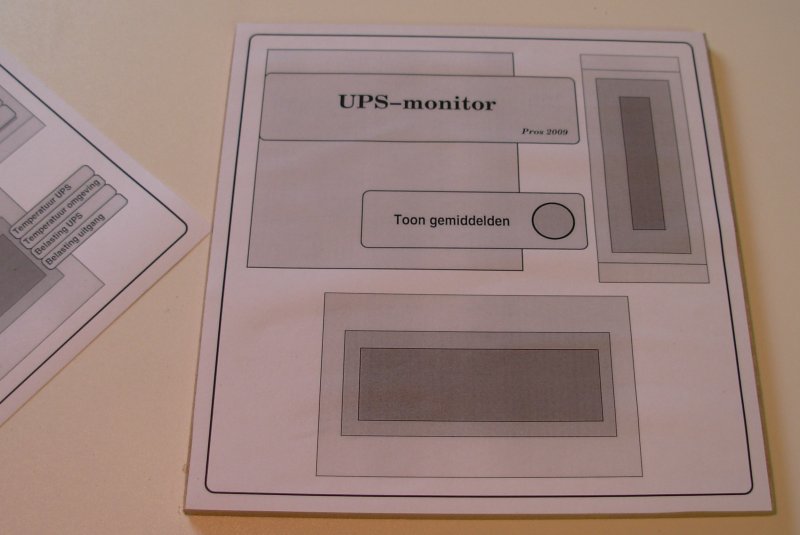 UPS-monitor
Pros 2009
Toon gemiddelden
Temperatuur UPS
Temperatuur omgeving
Belasting UPS
Belasting uitgang